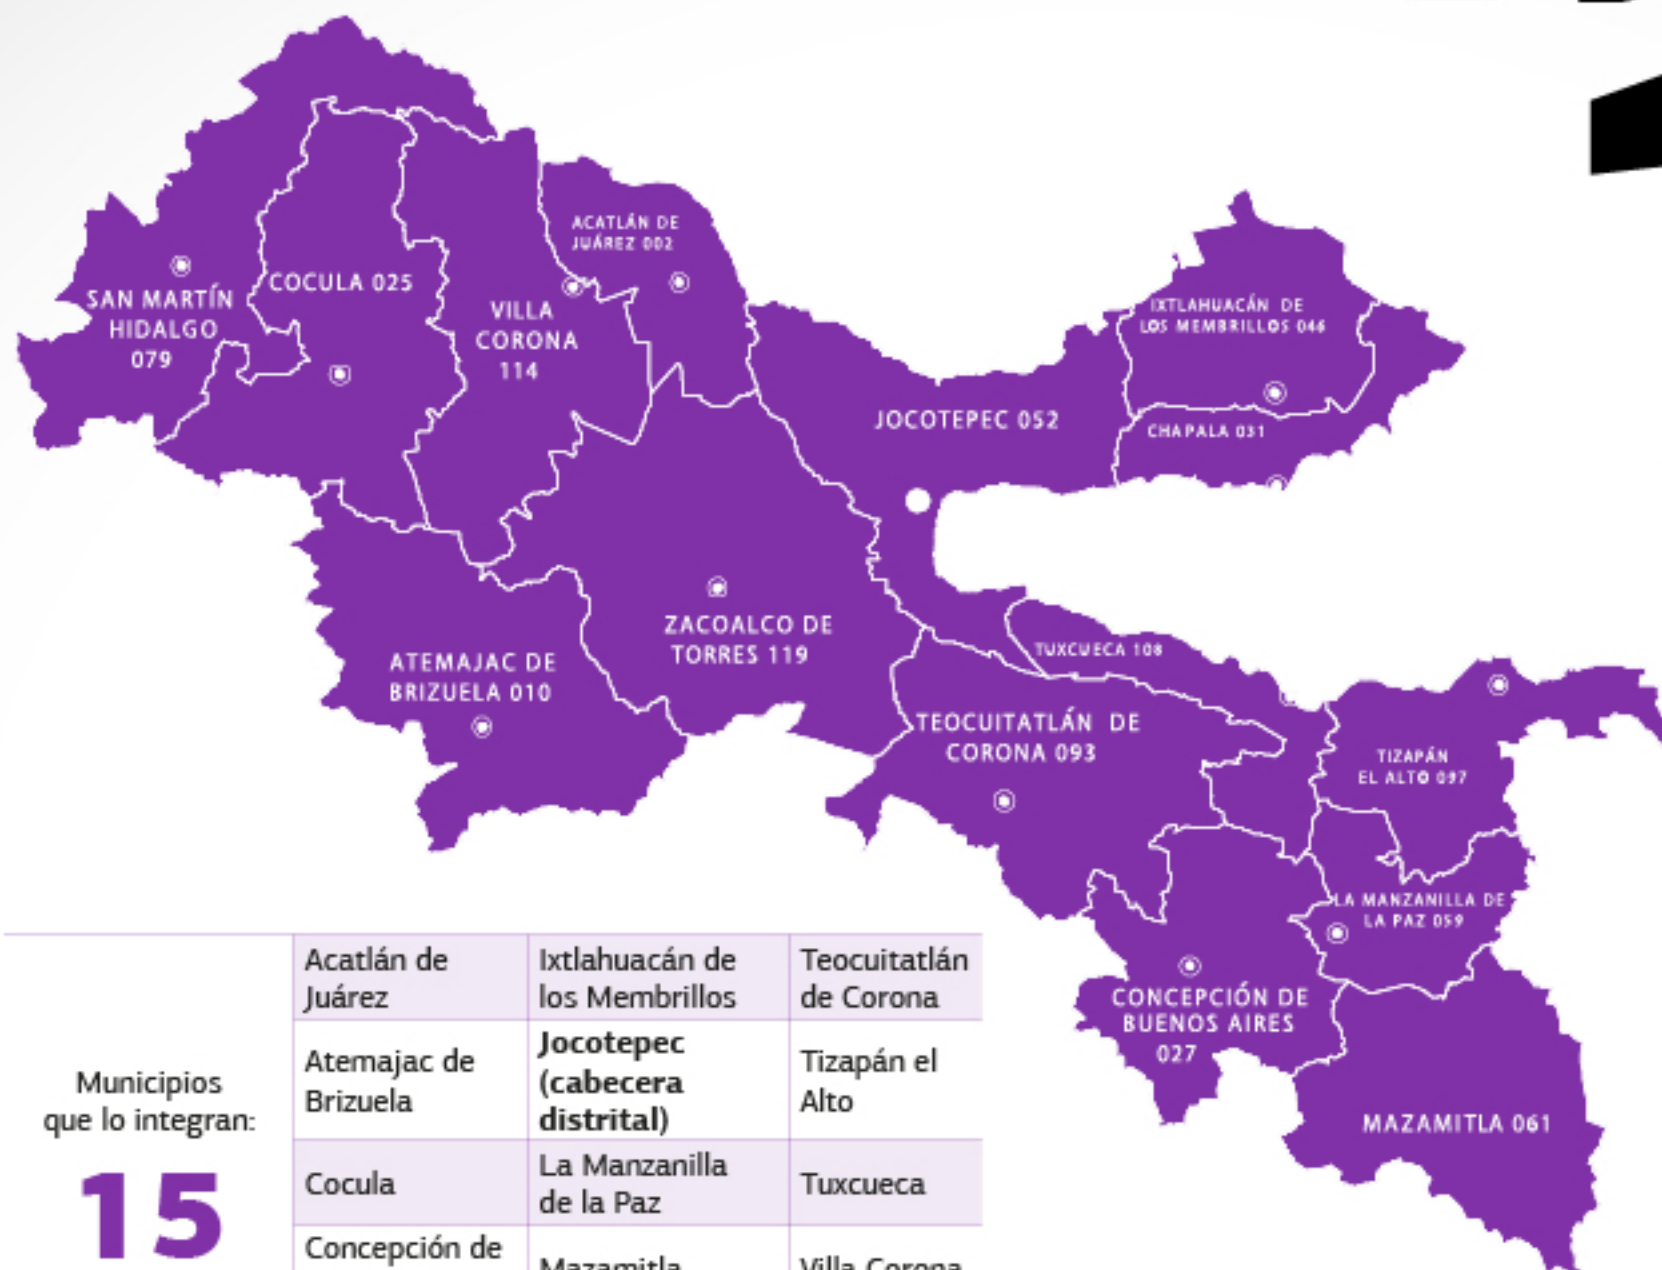 ACATLÁN DE
JUÁREZ 002
SAN MARTÍN
HIDALGO
079
COCULA 025
VILLA
CORONA
114
IXTLAHUACÁN DE
LOS MEMBRILLOS 046
JOCOTEPEC 052
CHAPALA 031
ZACOALCO DE
TORRES 119
ATEMAJAC DE
BRIZUELA 010
TUXCUECA 108
TEOCUITATLÁN DE
CORONA 093
TIZAPÁN
EL ALTO 097
LA MANZANILLA DE
LA PAZ 059
CONCEPCIÓN DE
BUENOS AIRES
027
MAZAMITLA 061
Municipios
que lo integran:
15
Acatlán de
Juárez
Ixtlahuacán de
los Membrillos
Teocuitatlán
de Corona
Atemajac de
Brizuela
Jocotepec
(cabecera
distrital)
Tizapán el
Alto
Cocula
La Manzanilla
de la Paz
Tuxcueca
Concepción de
Mazamitla
Villa Corona